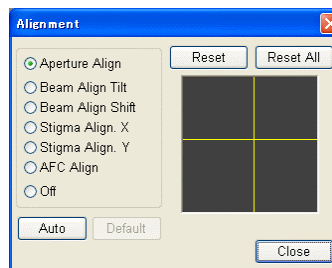 Alignment
Reset
Reset All
Aperture Align
Beam Align Tilt
Beam Align Shift
Stigma Align. X
Stigma Align. Y
AFC Align
Off
Auto
Default
Close